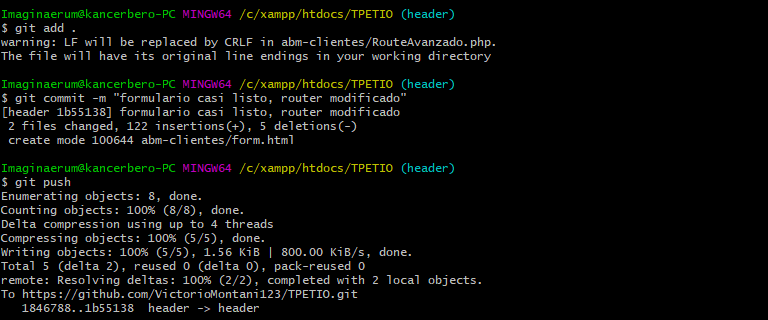 Imaginaerum@kancerbero-PC MINGW64 /c/xampp/htdocs/TPETIO (header)
$ git add .
warning: LF will be replaced by CRLF in abm-clientes/RouteAvanzado.php.
The file will have its original line endings in your working directory
Imaginaerum@kancerbero-PC MINGW64 /c/xampp/htdocs/TPETIO (header)
$ git commit -m "formulario casi listo, router modificado"
[header 1b55138] formulario casi listo, router modificado
2 files changed, 122 insertions(+), 5 deletions(-)
create mode 100644 abm-clientes/form.html
Imaginaerum@kancerbero-PC MINGW64 /c/xampp/htdocs/TPETIO (header)
$ git push
Enumerating objects: 8, done.
Counting objects: 100% (8/8), done.
Delta compression using up to 4 threads
Compressing objects: 100% (5/5), done.
Writing objects: 100% (5/5), 1.56 KiB | 800.00 KiB/s, done.
Total 5 (delta 2), reused 0 (delta 0), pack-reused 0
remote: Resolving deltas: 100% (2/2), completed with 2 local objects.
To https://github.com/VictorioMontani123/TPETIO.git
1846788..1b55138  header -> header